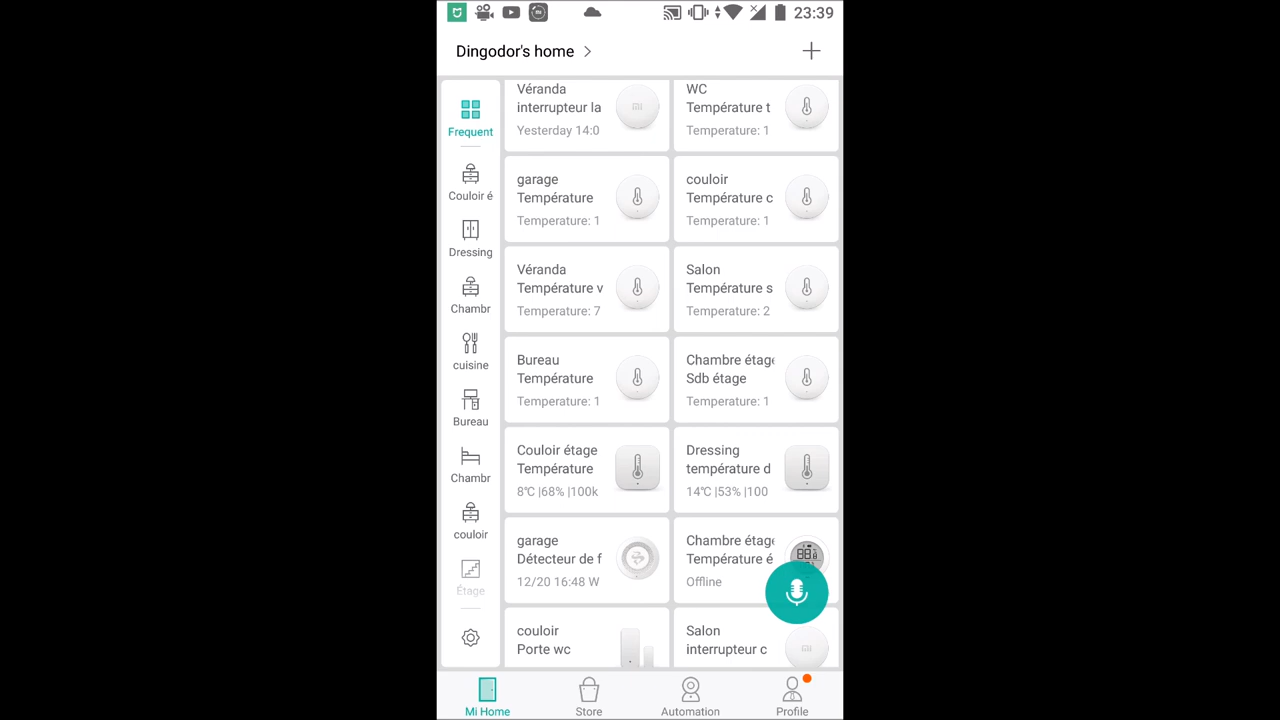 23:39
Dingodor's home
Frequent
Couloir é
Dressing
Chambr
cuisine
Bureau
Chambr
couloir
Étage
Véranda
interrupteur la
Yesterday 14:0
WC
Température t
Temperature: 1
garage
Température
Temperature: 1
couloir
Température c
Temperature: 1
Véranda
Température v
Temperature: 7
Salon
Température s
Temperature: 2
Bureau
Température
Temperature: 1
Chambre étage
Sdb étage
Temperature: 1
Couloir étage
Température
8℃ |68% |100k
Dressing
température d
14℃ |53% |100
garage
Détecteur de f
12/20 16:48 W
Chambre étage
Température é
Offline
couloir
Porte wc
Salon
interrupteur c
Mi Home
Store
Automation
Profile